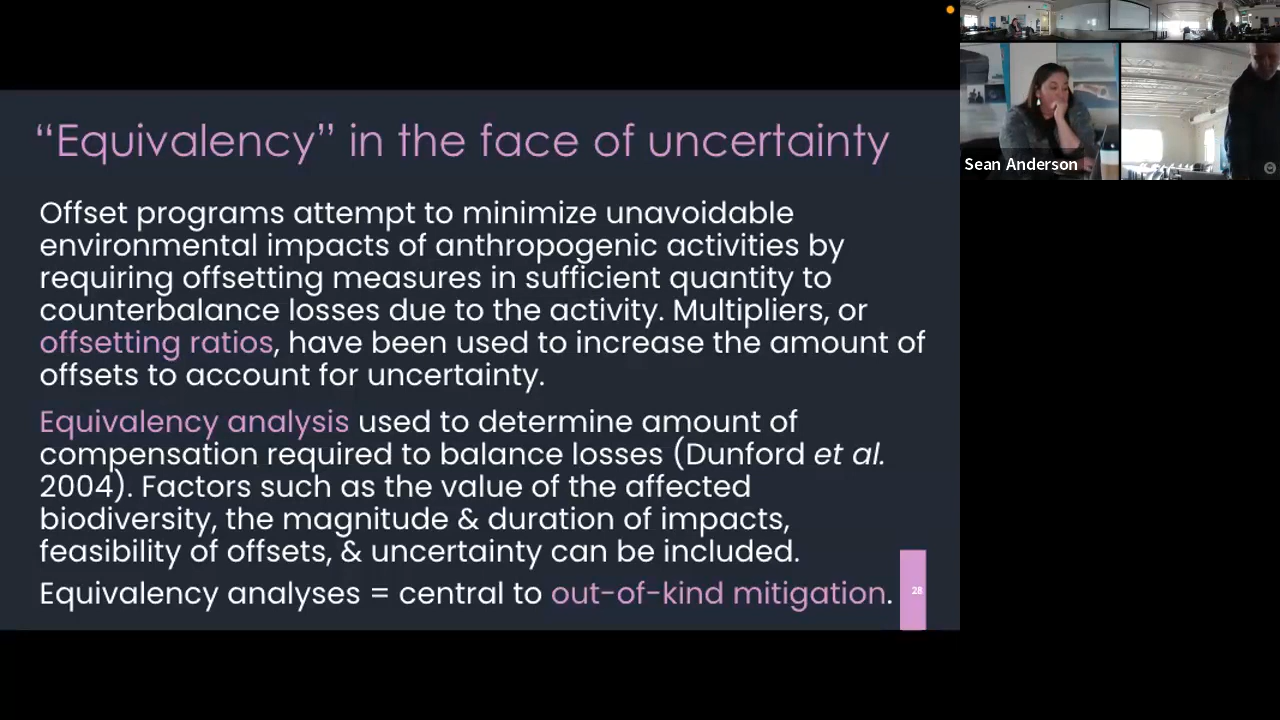 “Equivalency” in the face of uncertainty
Offset programs attempt to minimize unavoidable
environmental impacts of anthropogenic activities by
requiring offsetting measures in sufficient quantity to
counterbalance losses due to the activity. Multipliers, or
offsetting ratios, have been used to increase the amount of
offsets to account for uncertainty.
Equivalency analysis used to determine amount of
compensation required to balance losses (Dunford et al.
2004). Factors such as the value of the affected
biodiversity, the magnitude & duration of impacts,
feasibility of offsets, & uncertainty can be included.
Equivalency analyses = central to out-of-kind mitigation.
28
Sean Anderson